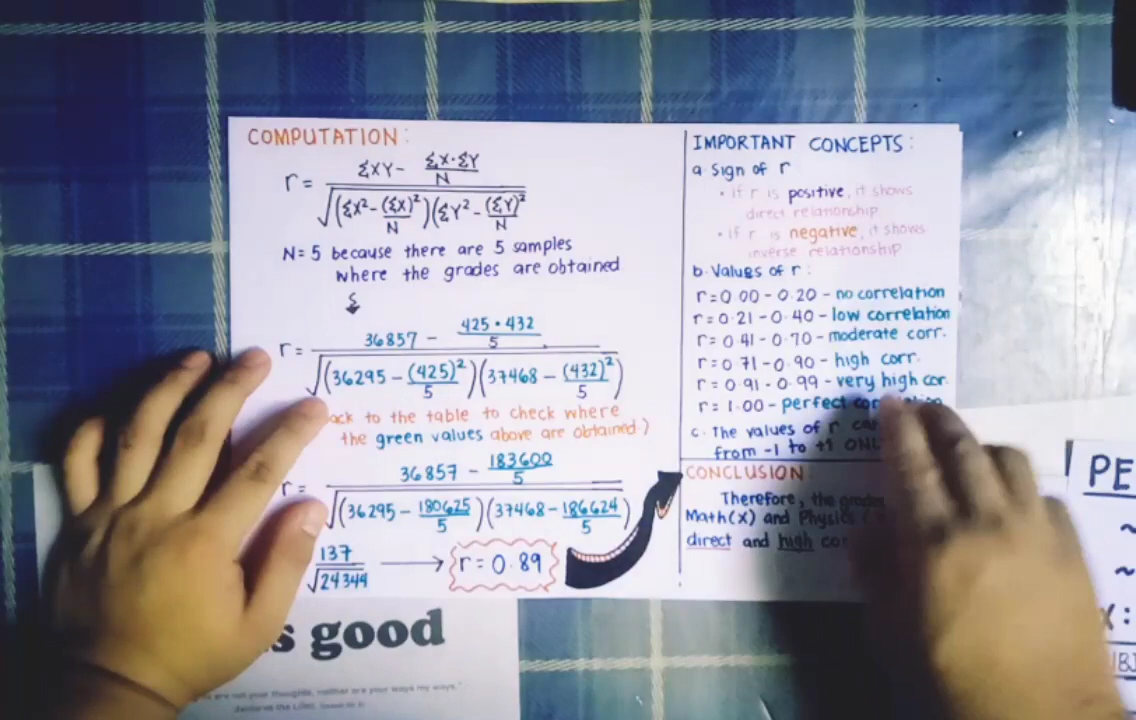 COMPUTATION:
r = ΣXY - ΣX·ΣY / N
√(ΣX² - (ΣX)² / N)(ΣY² - (ΣY)² / N)
N = 5 because there are 5 samples
where the grades are obtained
r = 36857 - 425 • 432 / 5
√(36295 - (425)² / 5)(37468 - (432)² / 5)
to the table to check where
the green values above are obtained)
r = 36857 - 183600 / 5
√(36295 - 180625 / 5)(37468 - 186624 / 5)
137 / √24344 → r = 0.89
IMPORTANT CONCEPTS:
a. Sign of r
• if r is positive, it shows
direct relationship
• if r is negative, it shows
inverse relationship
b. Values of r:
r = 0.00 - 0.20 - no correlation
r = 0.21 - 0.40 - low correlation
r = 0.41 - 0.70 - moderate corr.
r = 0.71 - 0.90 - high corr.
r = 0.91 - 0.99 - very high cor.
r = 1.00 - perfect
c. The values of r
from -1 to +1
CONCLUSION
Therefore, the
Math(X) and Physics
direct and high
good
PE
~
~
X: